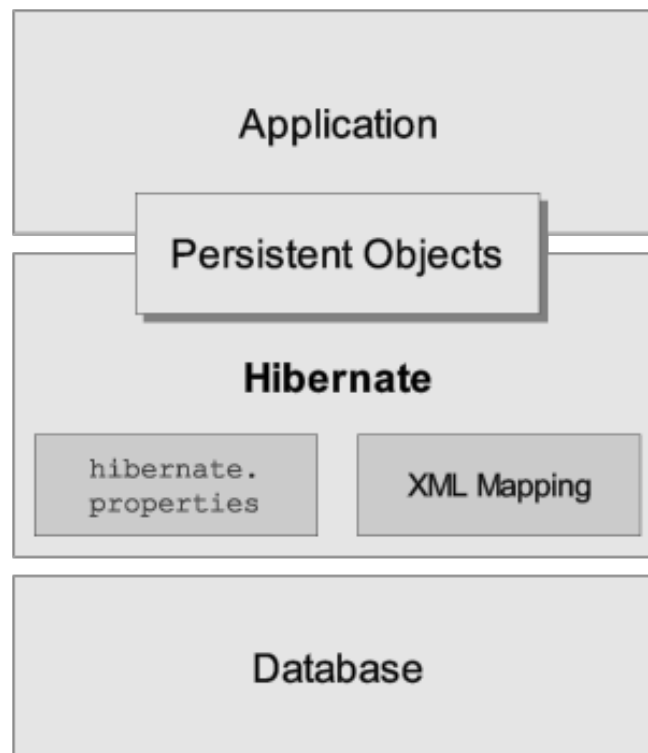 Application
Persistent Objects
Hibernate
hibernate.
properties
XML Mapping
Database